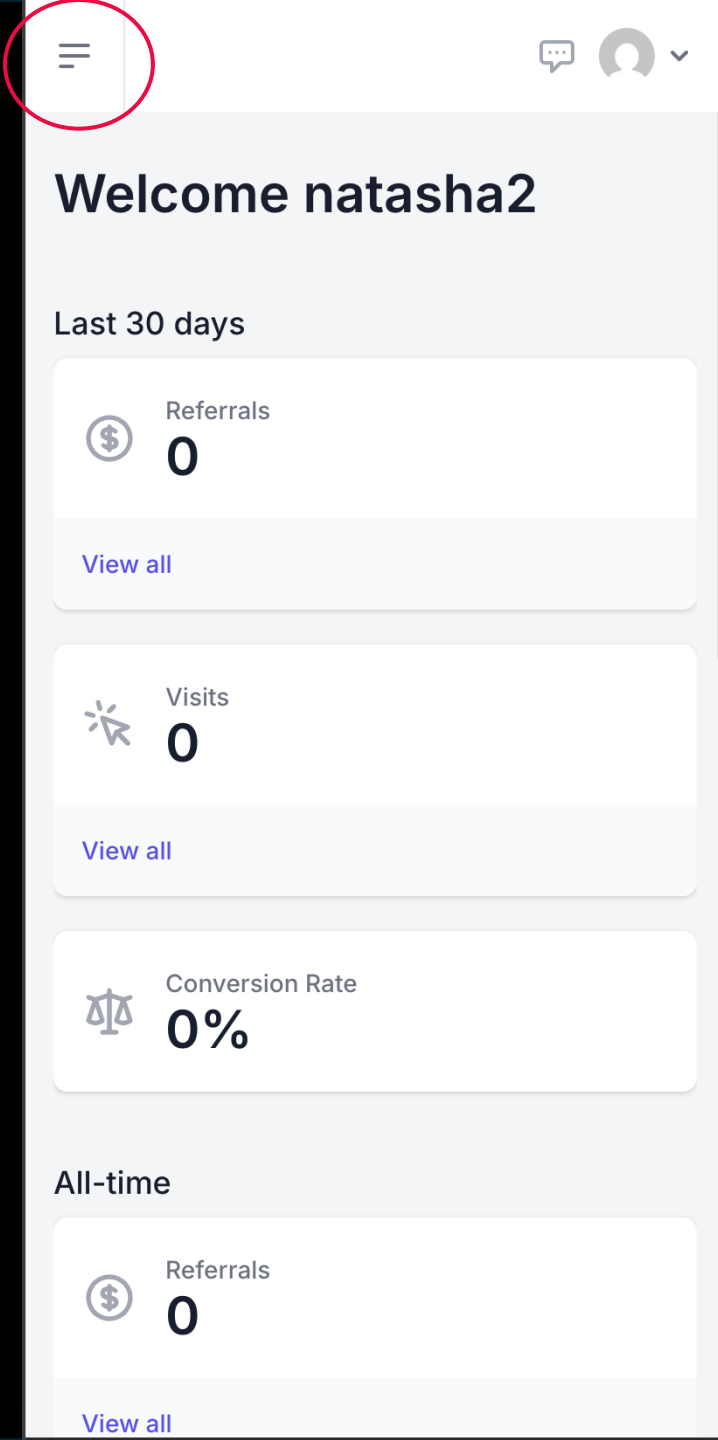 Welcome natasha2
Last 30 days
Referrals
0
View all
Visits
0
View all
Conversion Rate
0%
All-time
Referrals
0
View all